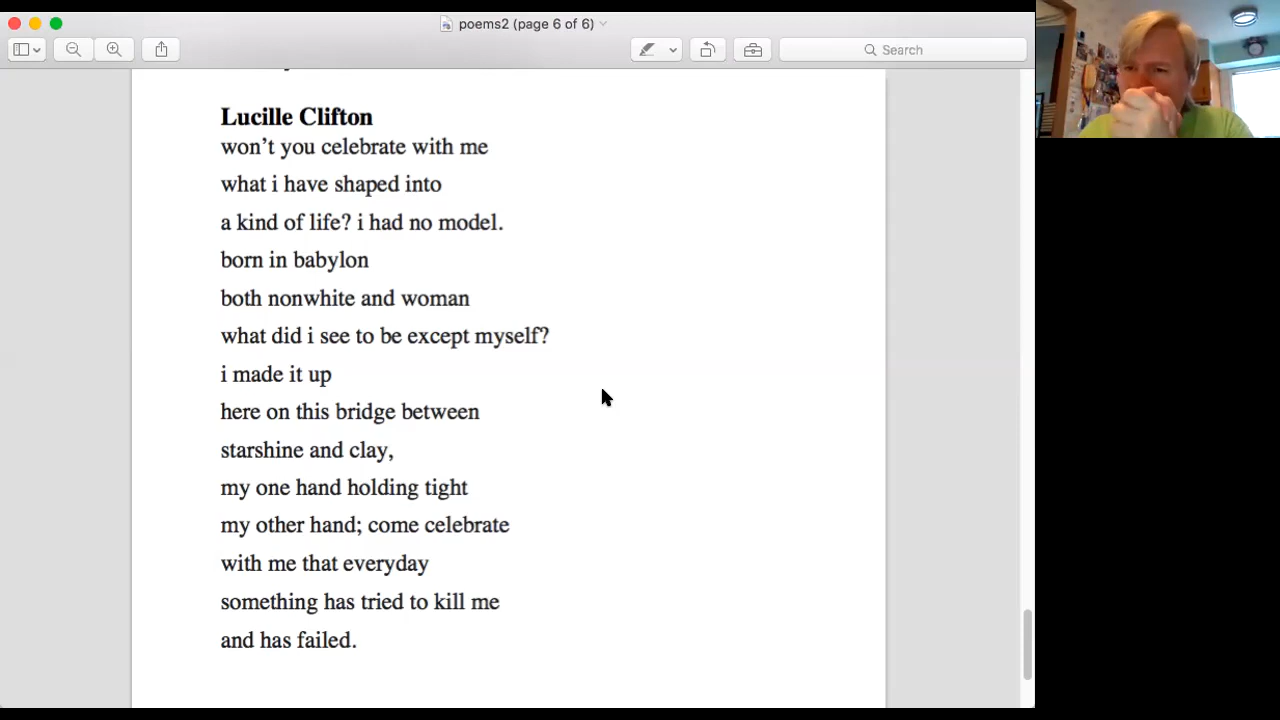 poems2 (page 6 of 6)
Search
Lucille Clifton
won’t you celebrate with me
what i have shaped into
a kind of life? i had no model.
born in babylon
both nonwhite and woman
what did i see to be except myself?
i made it up
here on this bridge between
starshine and clay,
my one hand holding tight
my other hand; come celebrate
with me that everyday
something has tried to kill me
and has failed.